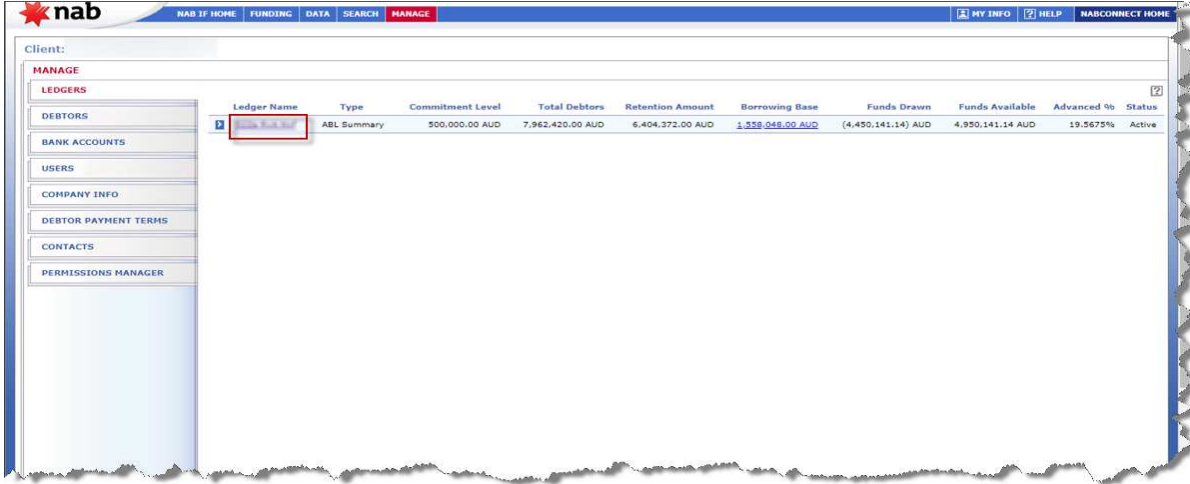 nab
NAB IF HOME FUNDING DATA SEARCH MANAGE MY INFO ? HELP NABCONNECT HOME
Client:
MANAGE
LEDGERS
?
DEBTORS
BANK ACCOUNTS
USERS
COMPANY INFO
DEBTOR PAYMENT TERMS
CONTACTS
PERMISSIONS MANAGER
Ledger Name Type Commitment Level Total Debtors Retention Amount Borrowing Base Funds Drawn Funds Available Advanced % Status
ABL Summary 500,000.00 AUD 7,962,420.00 AUD 6,404,372.00 AUD 1,558,048.00 AUD (4,450,141.14) AUD 4,950,141.14 AUD 19.5675% Active